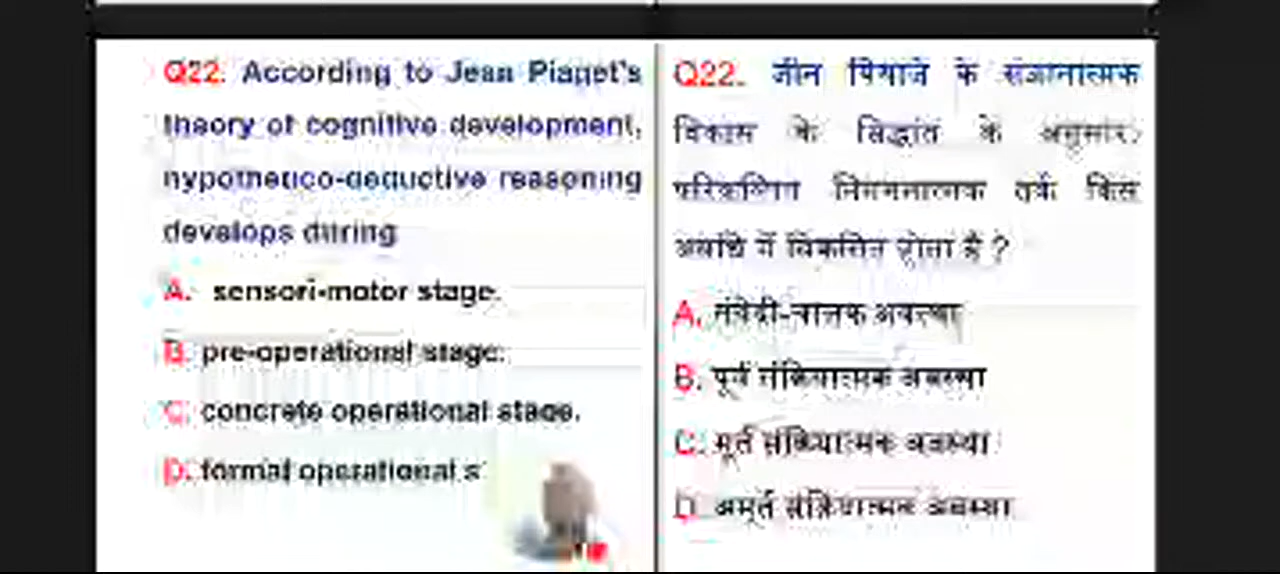 Q22. According to Jean Piaget's
theory of cognitive development,
hypothetico-deductive reasoning
develops during
A. sensori-motor stage.
B. pre-operational stage.
C. concrete operational stage.
D. formal operational s
Q22. जीन पियाजे के संज्ञानात्मक
विकास के सिद्धांत के अनुसार,
परिकल्पित निगमनात्मक तर्क किस
अवधि में विकसित होता है ?
A. संवेदी-चालक अवस्था
B. पूर्व संक्रियात्मक अवस्था
C. मूर्त संक्रियात्मक अवस्था
D. अमूर्त संक्रियात्मक अवस्था